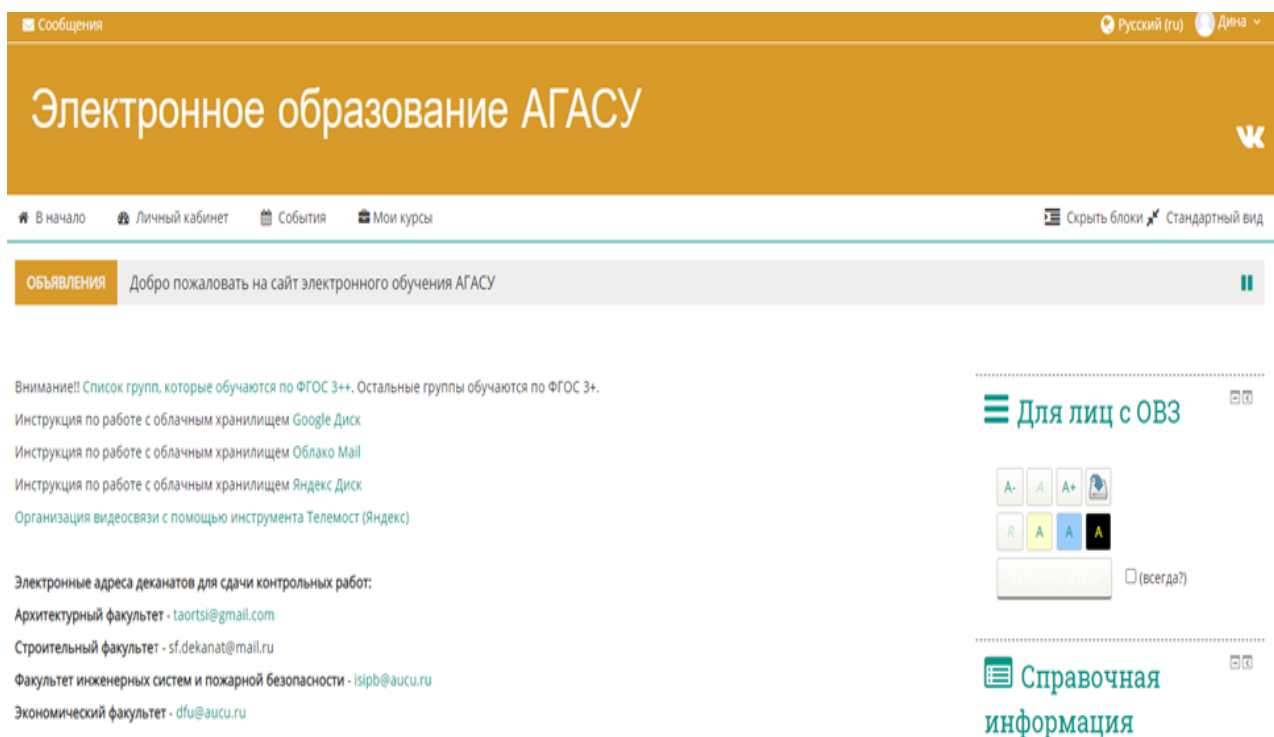 Сообщения
Русский (ru) Дина
Электронное образование АГАСУ
В начало Личный кабинет События Мои курсы Скрыть блоки Стандартный вид
ОБЪЯВЛЕНИЯ Добро пожаловать на сайт электронного обучения АГАСУ
Внимание!! Список групп, которые обучаются по ФГОС 3++. Остальные группы обучаются по ФГОС 3+.
Инструкция по работе с облачным хранилищем Google Диск
Инструкция по работе с облачным хранилищем Облако Mail
Инструкция по работе с облачным хранилищем Яндекс Диск
Организация видеосвязи с помощью инструмента Телемост (Яндекс)
Электронные адреса деканатов для сдачи контрольных работ:
Архитектурный факультет - taortsi@gmail.com
Строительный факультет - sf.dekanat@mail.ru
Факультет инженерных систем и пожарной безопасности - isipb@aucu.ru
Экономический факультет - dfu@aucu.ru
Для лиц с ОВЗ
A- A A+
R A A A
(всегда?)
Справочная
информация